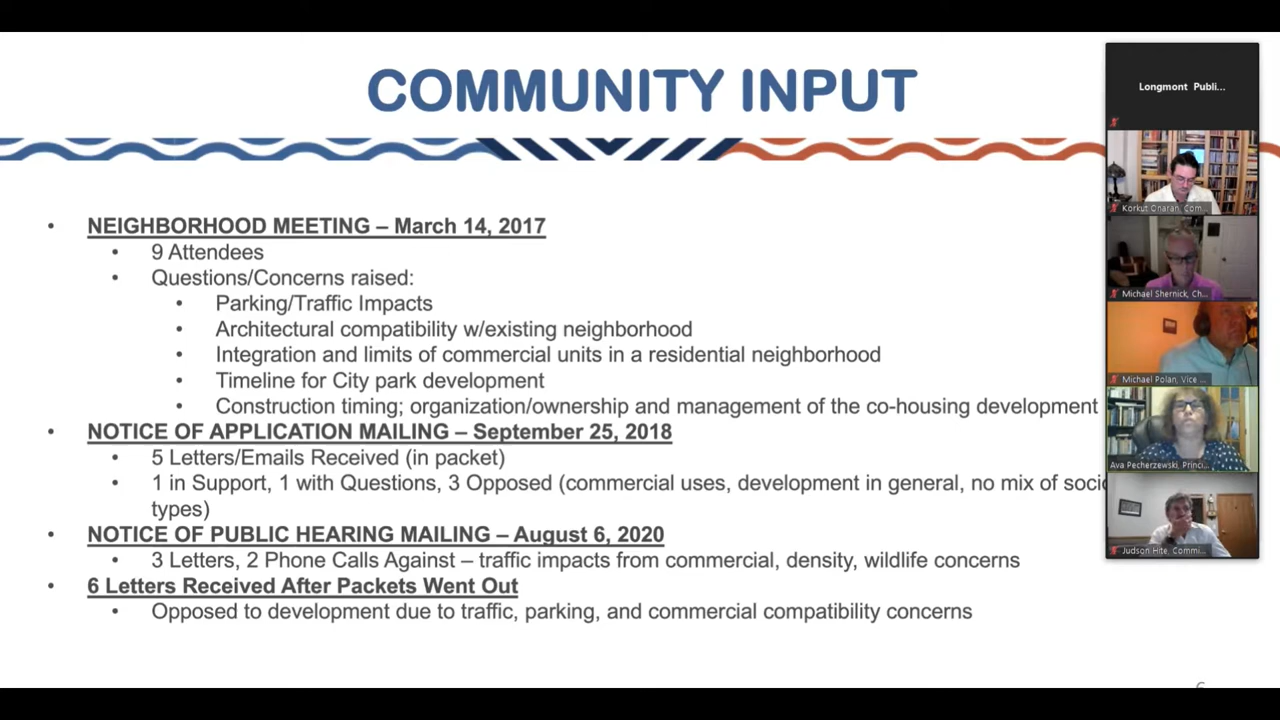 COMMUNITY INPUT
• NEIGHBORHOOD MEETING – March 14, 2017
• 9 Attendees
• Questions/Concerns raised:
• Parking/Traffic Impacts
• Architectural compatibility w/existing neighborhood
• Integration and limits of commercial units in a residential neighborhood
• Timeline for City park development
• Construction timing; organization/ownership and management of the co-housing development
• NOTICE OF APPLICATION MAILING – September 25, 2018
• 5 Letters/Emails Received (in packet)
• 1 in Support, 1 with Questions, 3 Opposed (commercial uses, development in general, no mix of
types)
• NOTICE OF PUBLIC HEARING MAILING – August 6, 2020
• 3 Letters, 2 Phone Calls Against – traffic impacts from commercial, density, wildlife concerns
• 6 Letters Received After Packets Went Out
• Opposed to development due to traffic, parking, and commercial compatibility concerns
Longmont Publi...
Korkut Onaran, Com...
Michael Shernick, Ch...
Michael Polan, Vice ...
Ava Pecherzewski, Princi...
Judson Hite, Commi...